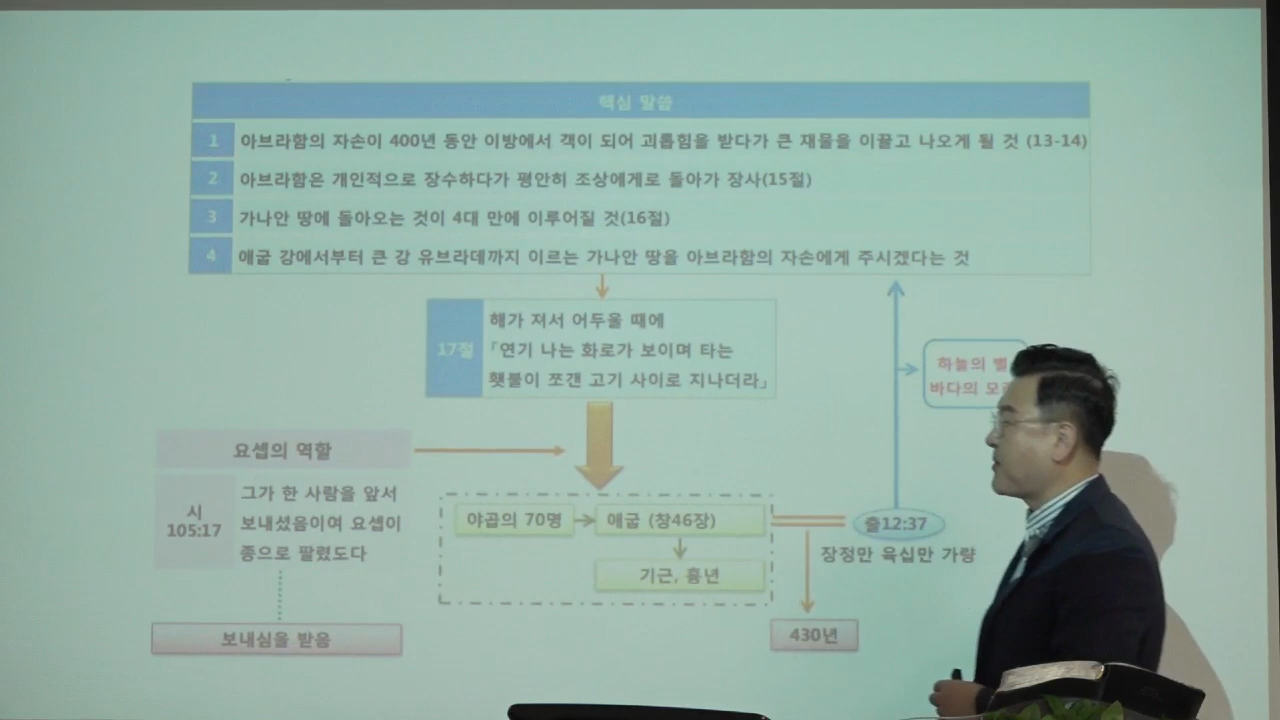 핵심 말씀
1 아브라함의 자손이 400년 동안 이방에서 객이 되어 괴롭힘을 받다가 큰 재물을 이끌고 나오게 될 것 (13-14)
2 아브라함은 개인적으로 장수하다가 평안히 조상에게로 돌아가 장사(15절)
3 가나안 땅에 돌아오는 것이 4대 만에 이루어질 것(16절)
4 애굽 강에서부터 큰 강 유브라데까지 이르는 가나안 땅을 아브라함의 자손에게 주시겠다는 것
17절
해가 져서 어두울 때에
「연기 나는 화로가 보이며 타는
횃불이 쪼갠 고기 사이로 지나더라」
하늘의
바다의
요셉의 역할
시
105:17
그가 한 사람을 앞서
보내셨음이여 요셉이
종으로 팔렸도다
보내심을 받음
야곱의 70명
애굽 (창46장)
기근, 흉년
출12:37
장정만 육십만 가량
430년